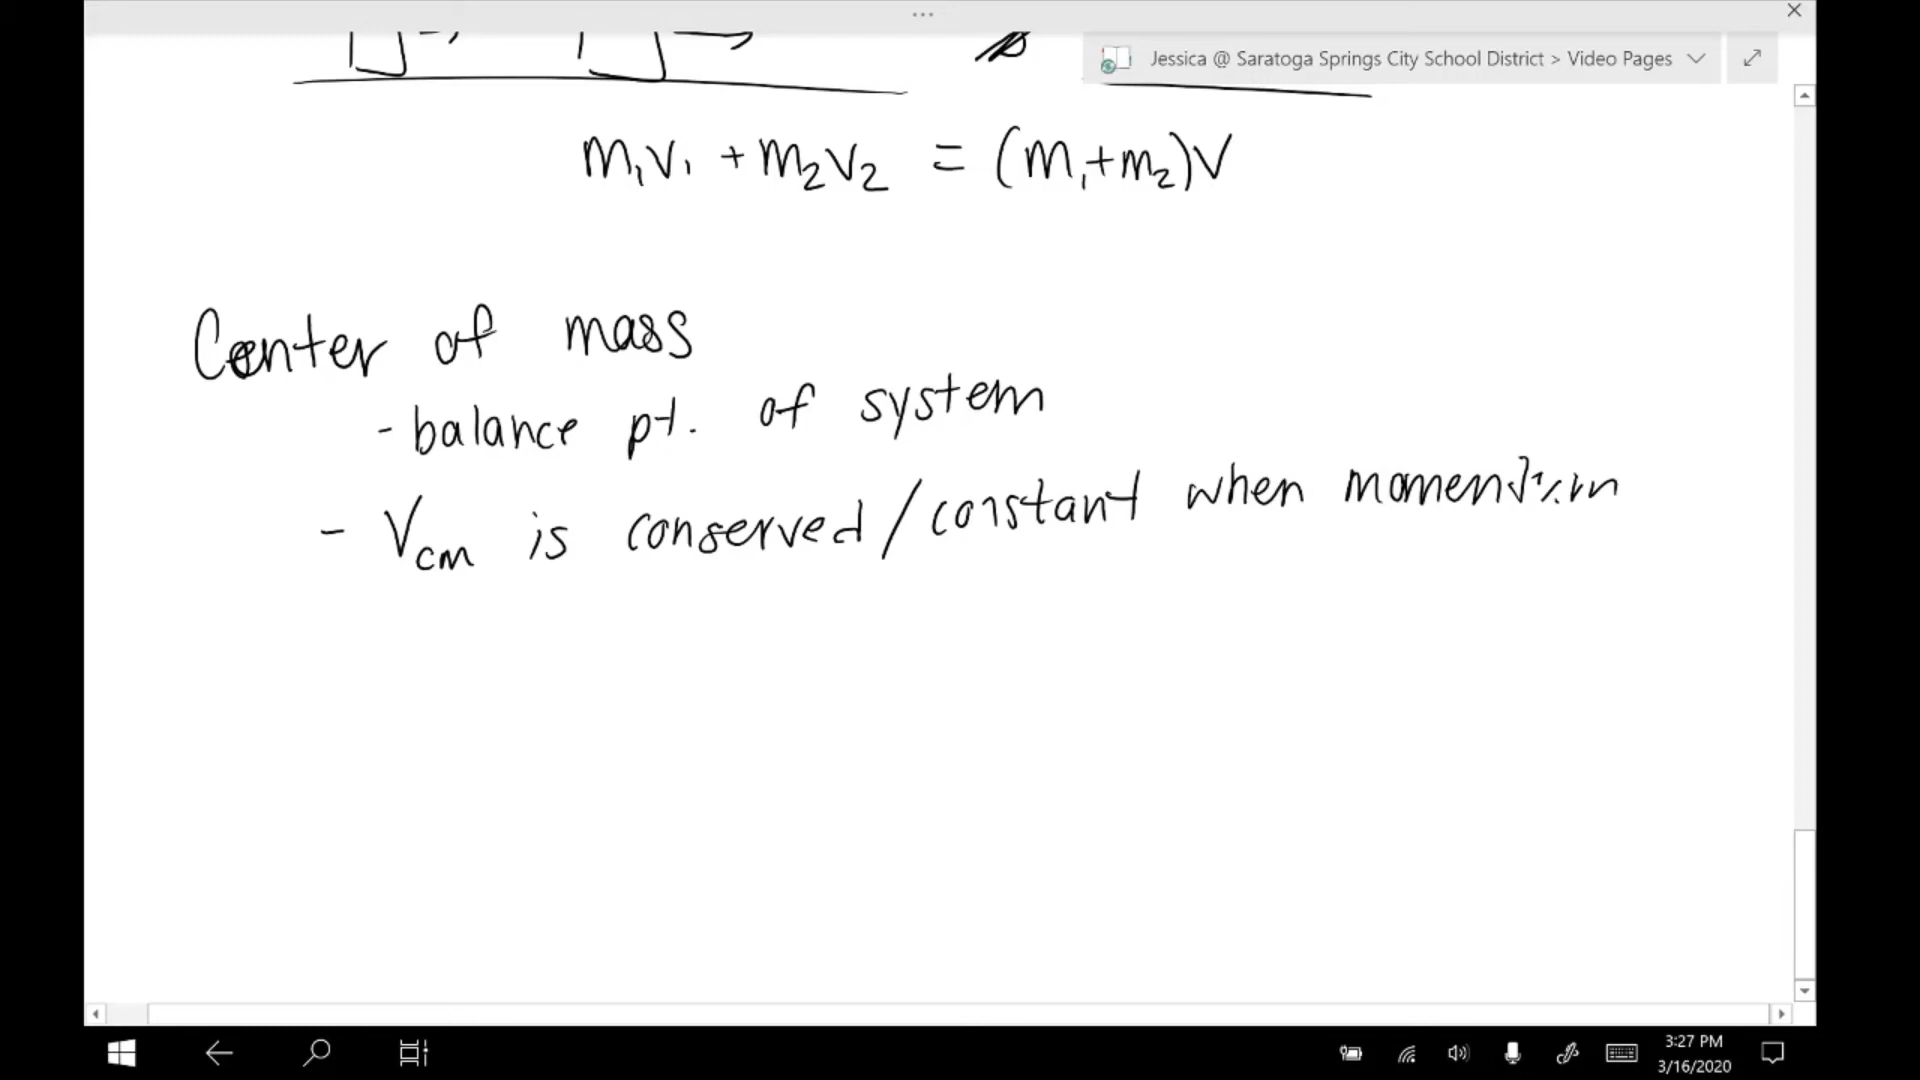 Jessica @ Saratoga Springs City School District > Video Pages
m₁v₁ + m₂v₂ = (m₁+m₂)v
Center of mass
- balance pt. of system
- Vcm is conserved/constant when momentum
3:27 PM
3/16/2020